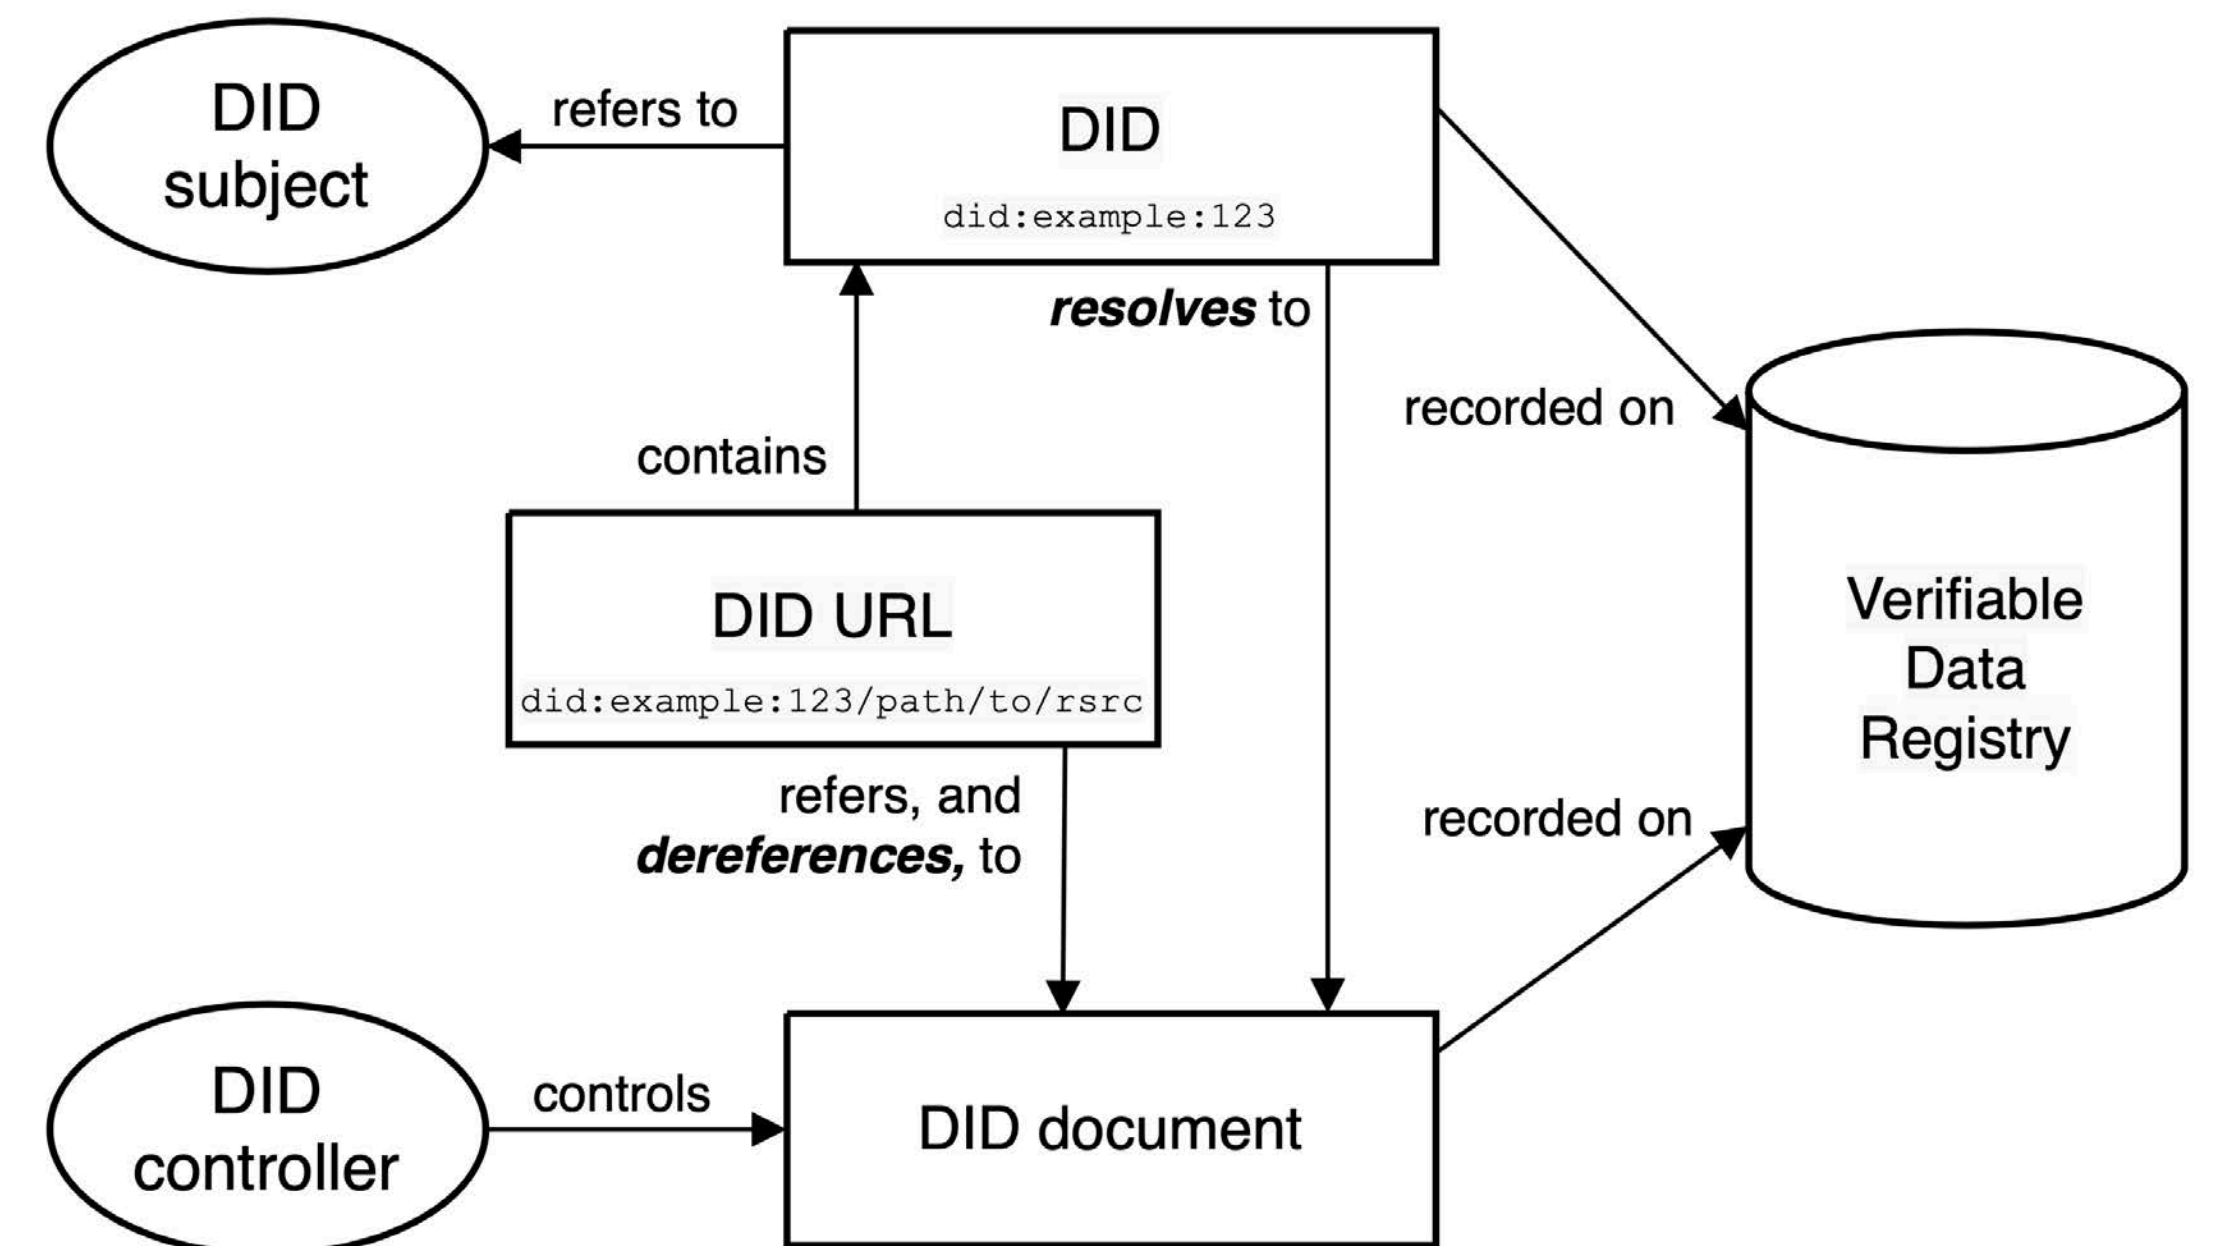 DID
subject
refers to
DID
did:example:123
resolves to
recorded on
contains
DID URL
did:example:123/path/to/rsrc
Verifiable
Data
Registry
refers, and
dereferences, to
recorded on
DID
controller
controls
DID document